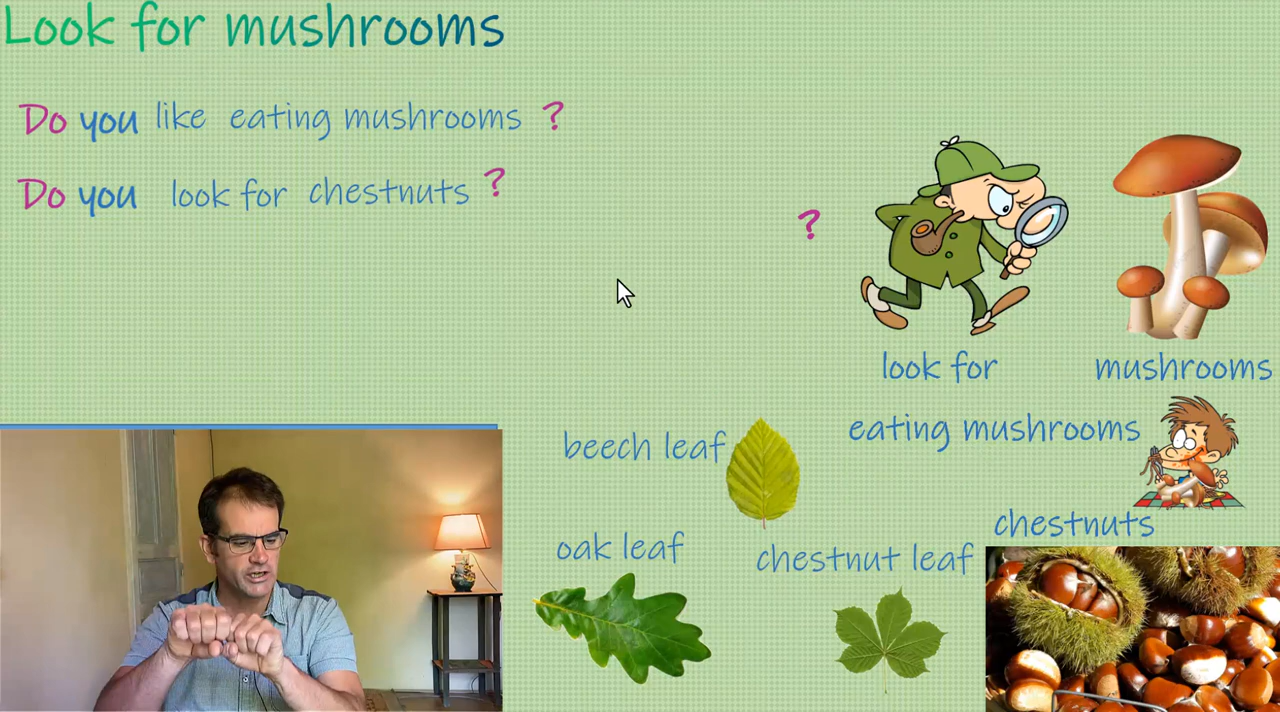 Look for mushrooms
Do you like eating mushrooms ?
Do you look for chestnuts ?
?
look for
mushrooms
eating mushrooms
beech leaf
chestnuts
oak leaf
chestnut leaf